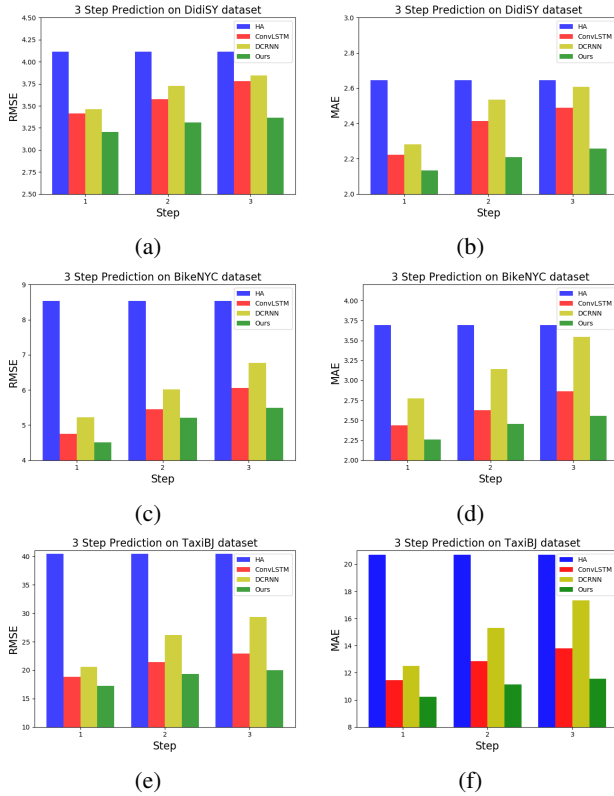 3 Step Prediction on DidiSY dataset
4.50
4.25
4.00
3.75
3.50
3.25
3.00
2.75
2.50
RMSE
HA
ConvLSTM
DCRNN
Ours
1 2 3
Step
(a)
3 Step Prediction on DidiSY dataset
3.0
2.8
2.6
2.4
2.2
2.0
MAE
HA
ConvLSTM
DCRNN
Ours
1 2 3
Step
(b)
3 Step Prediction on BikeNYC dataset
9
8
7
6
5
4
RMSE
HA
ConvLSTM
DCRNN
Ours
1 2 3
Step
(c)
3 Step Prediction on BikeNYC dataset
4.00
3.75
3.50
3.25
3.00
2.75
2.50
2.25
2.00
MAE
HA
ConvLSTM
DCRNN
Ours
1 2 3
Step
(d)
3 Step Prediction on TaxiBJ dataset
40
35
30
25
20
15
10
RMSE
HA
ConvLSTM
DCRNN
Ours
1 2 3
Step
(e)
3 Step Prediction on TaxiBJ dataset
20
18
16
14
12
10
8
MAE
HA
ConvLSTM
DCRNN
Ours
1 2 3
Step
(f)